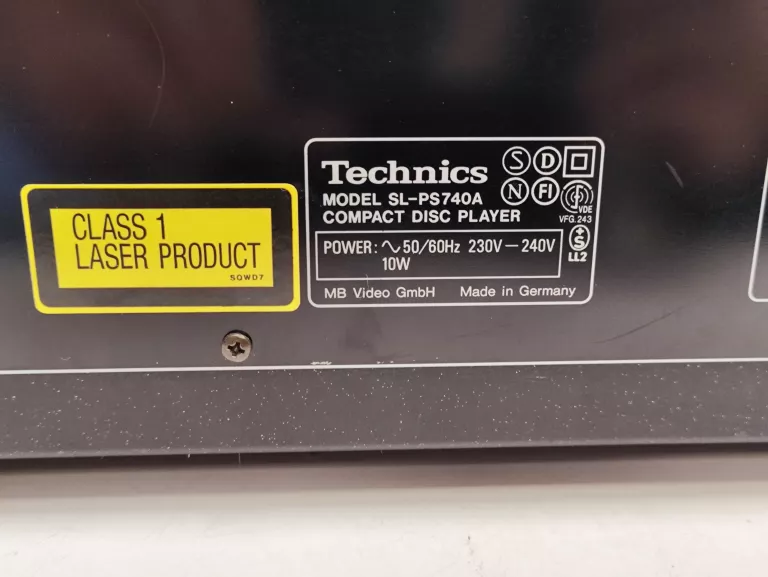 CLASS 1
LASER PRODUCT
SQWD7
Technics
MODEL SL-PS740A
COMPACT DISC PLAYER
S D
N FI
VDE
VFG.243
S
LL2
POWER: ∿50/60Hz 230V—240V
10W
MB Video GmbH Made in Germany